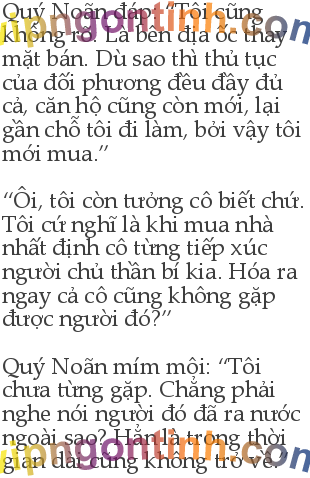 Quý Noãn đáp: “Tôi cũng
không rõ. Là bên địa ốc thay
mặt bán. Dù sao thì thủ tục
của đối phương đều đầy đủ
cả, căn hộ cũng còn mới, lại
gần chỗ tôi đi làm, bởi vậy tôi
mới mua.”

“Ôi, tôi còn tưởng cô biết chứ.
Tôi cứ nghĩ là khi mua nhà
nhất định cô từng tiếp xúc
người chủ thần bí kia. Hóa ra
ngay cả cô cũng không gặp
được người đó?”

Quý Noãn mím môi: “Tôi
chưa từng gặp. Chẳng phải
nghe nói người đó đã ra nước
ngoài sao? Hẳn là trong thời
gian dài cũng không trở về.”
vipngontinh.com
vipngontinh.com